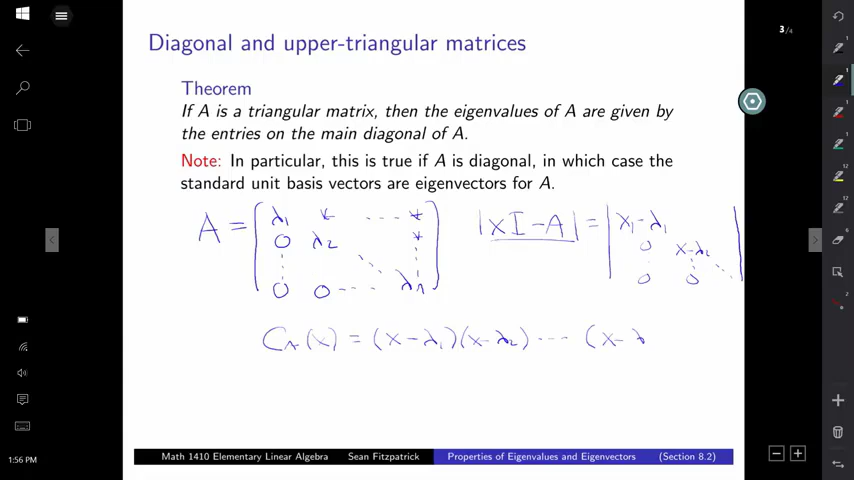 3/4
Diagonal and upper-triangular matrices
Theorem
If A is a triangular matrix, then the eigenvalues of A are given by
the entries on the main diagonal of A.
Note: In particular, this is true if A is diagonal, in which case the
standard unit basis vectors are eigenvectors for A.
A = [ λ1 * ---- *
0 λ2 *
⋮ ⋱ ⋮
0 0 ---- λn ]
|xI - A| = | x1-λ1
0 x-λ2
⋮ ⋱
0 0 |
CA(x) = (x-λ1)(x-λ2) ---- (x-λ
Math 1410 Elementary Linear Algebra Sean Fitzpatrick Properties of Eigenvalues and Eigenvectors (Section 8.2)
1:56 PM